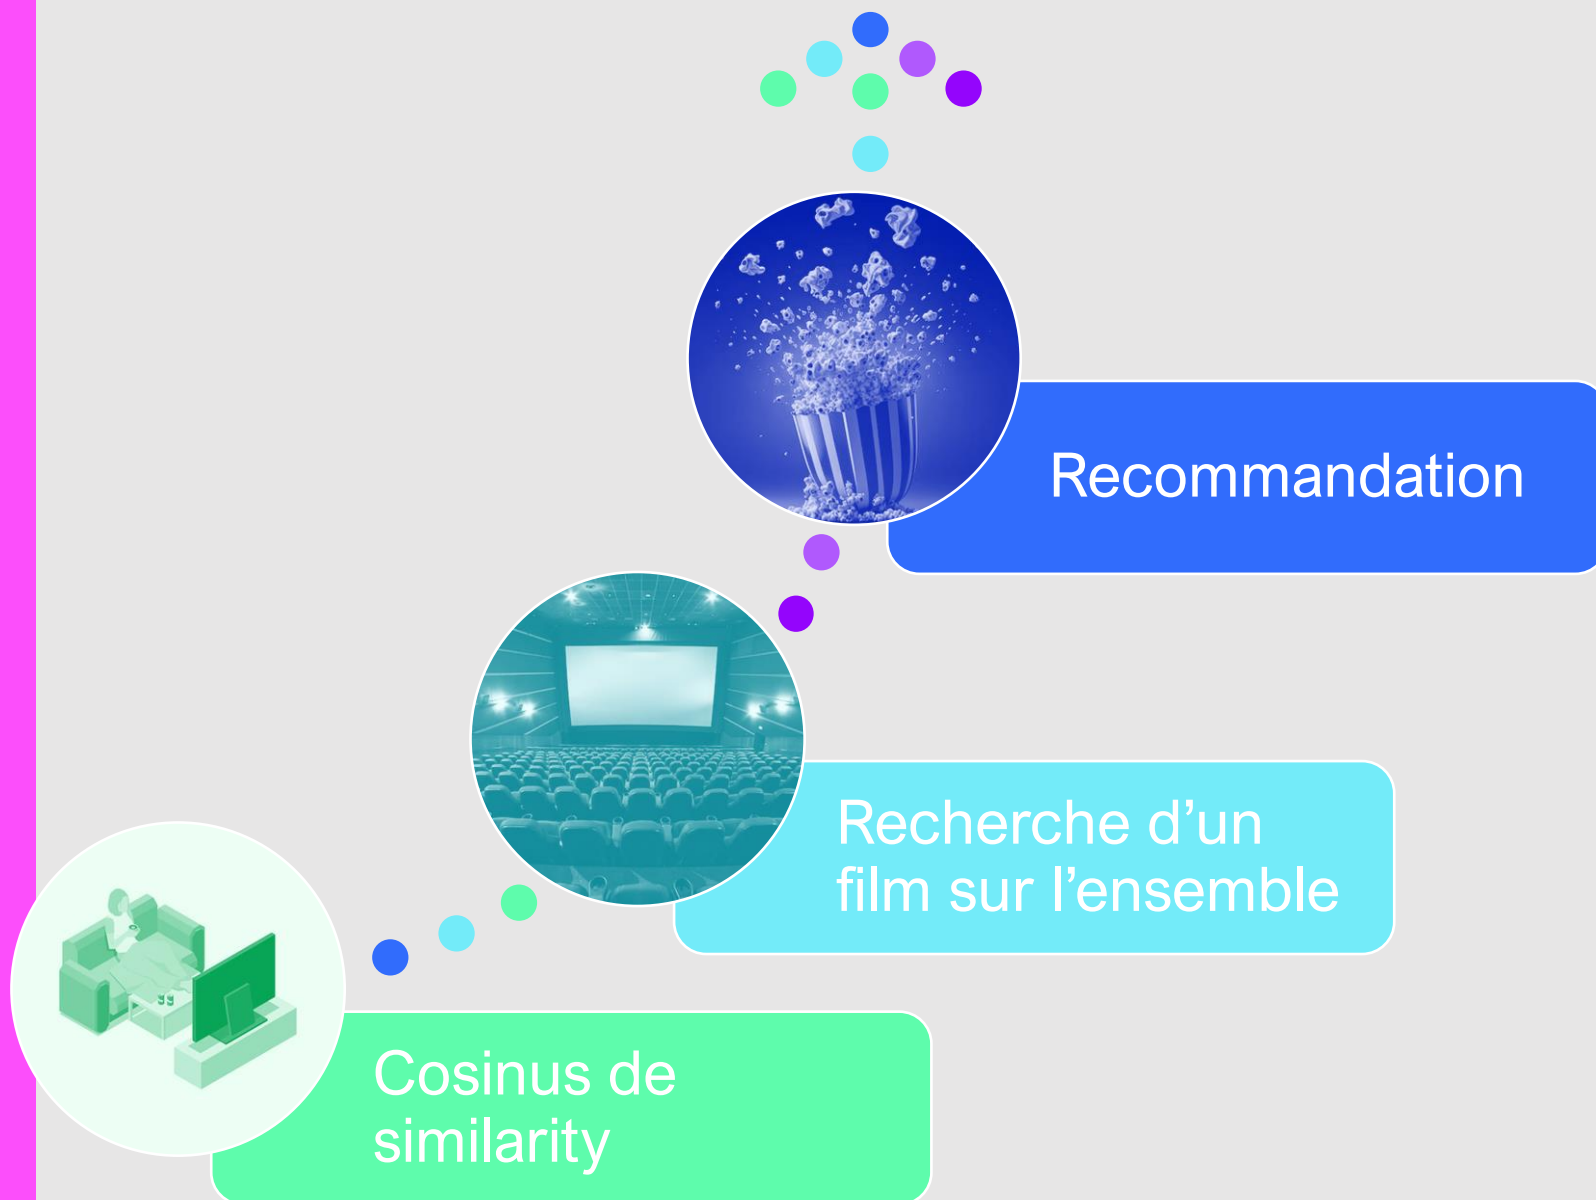 Recommandation
Recherche d’un
film sur l’ensemble
Cosinus de
similarity